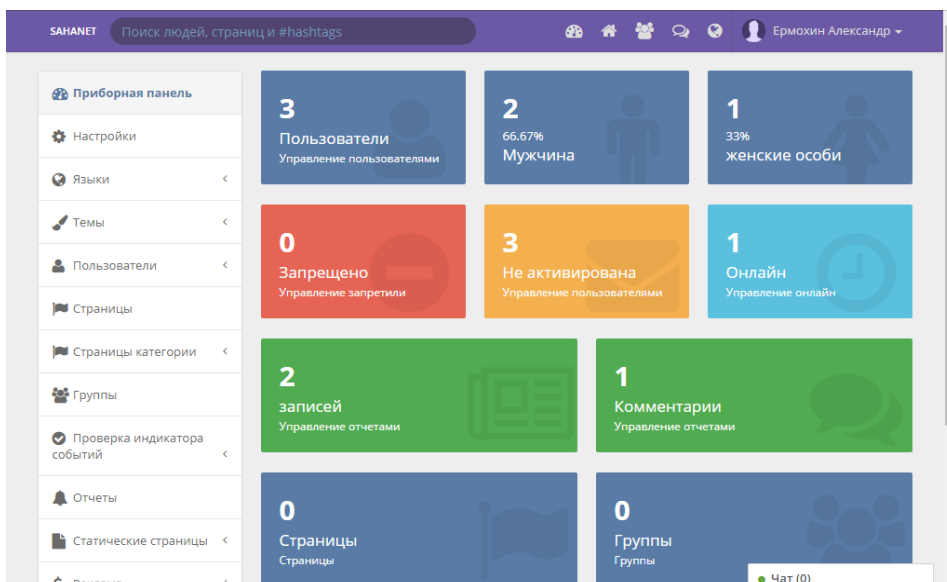 SAHANET
Поиск людей, страниц и #hashtags
Ермохин Александр
Приборная панель
Настройки
Языки
Темы
Пользователи
Страницы
Страницы категории
Группы
Проверка индикатора
событий
Отчеты
Статические страницы
3
Пользователи
Управление пользователями
2
66.67%
Мужчина
1
33%
женские особи
0
Запрещено
Управление запретили
3
Не активирована
Управление пользователями
1
Онлайн
Управление онлайн
2
записей
Управление отчетами
1
Комментарии
Управление отчетами
0
Страницы
Страницы
0
Группы
Группы
Чат (0)